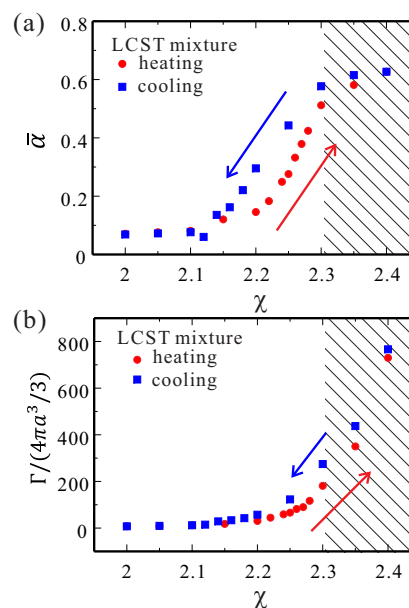 (a)
LCST mixture
heating
cooling
0.8
0.6
0.4
0.2
0
ᾱ
2 2.1 2.2 2.3 2.4
χ
(b)
LCST mixture
heating
cooling
800
600
400
200
0
Γ/(4πa³/3)
2 2.1 2.2 2.3 2.4
χ